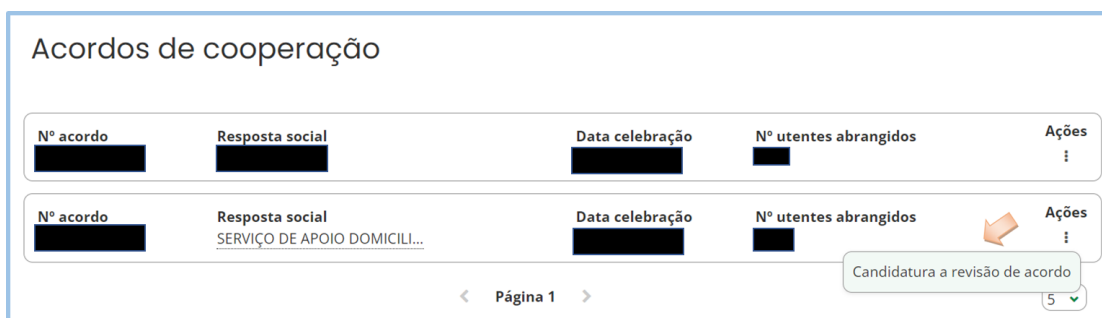 Acordos de cooperação
Nº acordo Resposta social Data celebração Nº utentes abrangidos Ações
Nº acordo Resposta social Data celebração Nº utentes abrangidos Ações
SERVIÇO DE APOIO DOMICILI...
Candidatura a revisão de acordo
Página 1 5